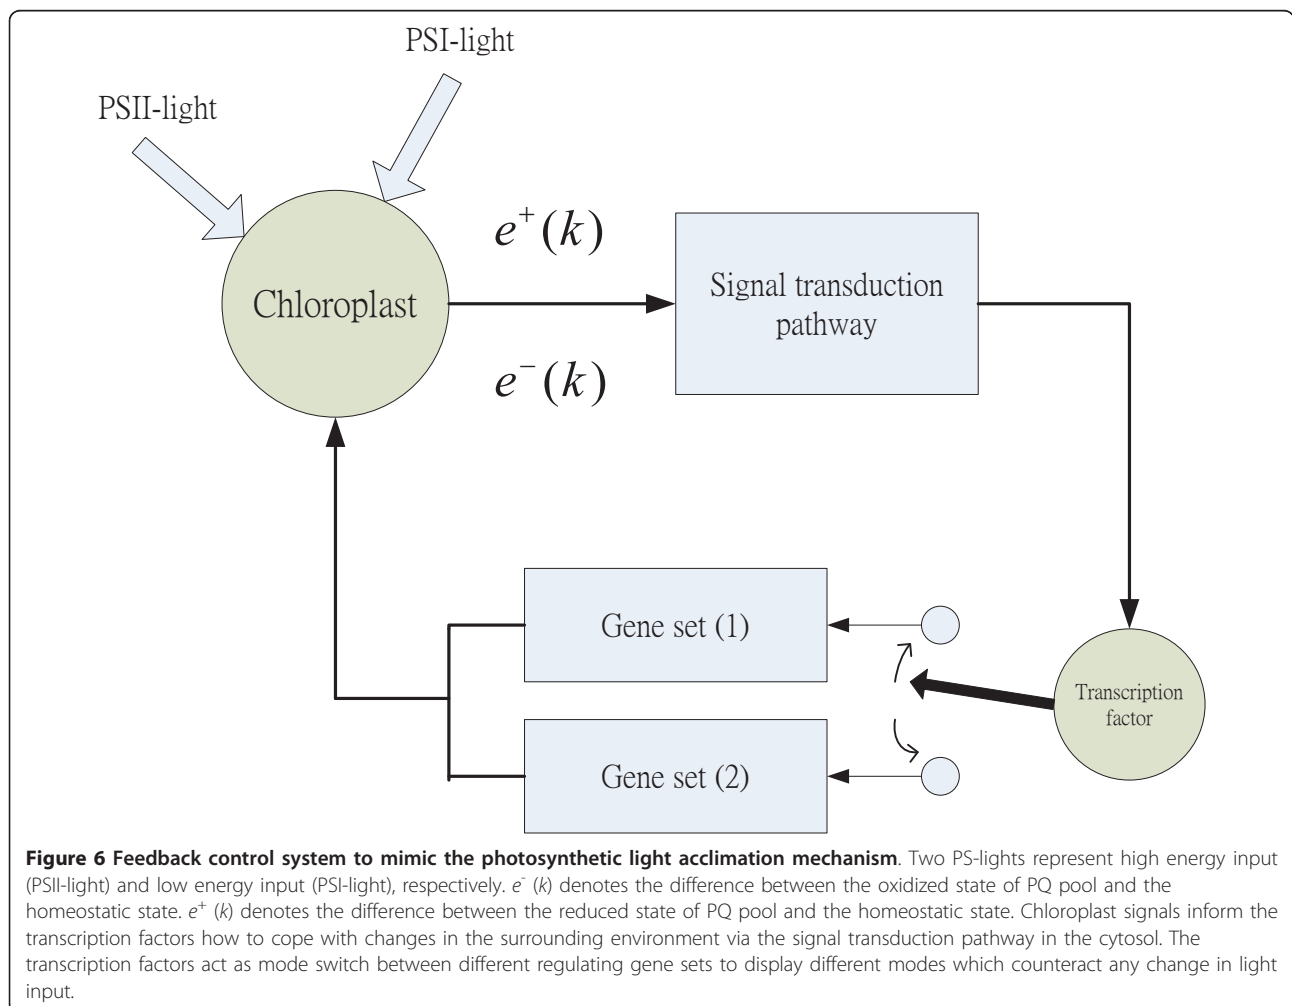 PSI-light
PSII-light
e⁺(k)
Chloroplast
Signal transduction
pathway
e⁻(k)
Gene set (1)
Transcription
factor
Gene set (2)
Figure 6 Feedback control system to mimic the photosynthetic light acclimation mechanism. Two PS-lights represent high energy input
(PSII-light) and low energy input (PSI-light), respectively. e⁻ (k) denotes the difference between the oxidized state of PQ pool and the
homeostatic state. e⁺ (k) denotes the difference between the reduced state of PQ pool and the homeostatic state. Chloroplast signals inform the
transcription factors how to cope with changes in the surrounding environment via the signal transduction pathway in the cytosol. The
transcription factors act as mode switch between different regulating gene sets to display different modes which counteract any change in light
input.